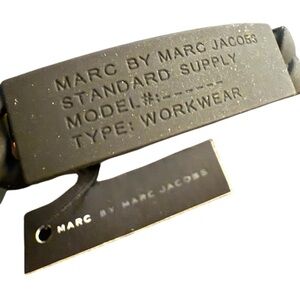 MARC BY MARC JACOBS
STANDARD SUPPLY
MODEL#:------
TYPE: WORKWEAR
MARC BY MARC JACOBS